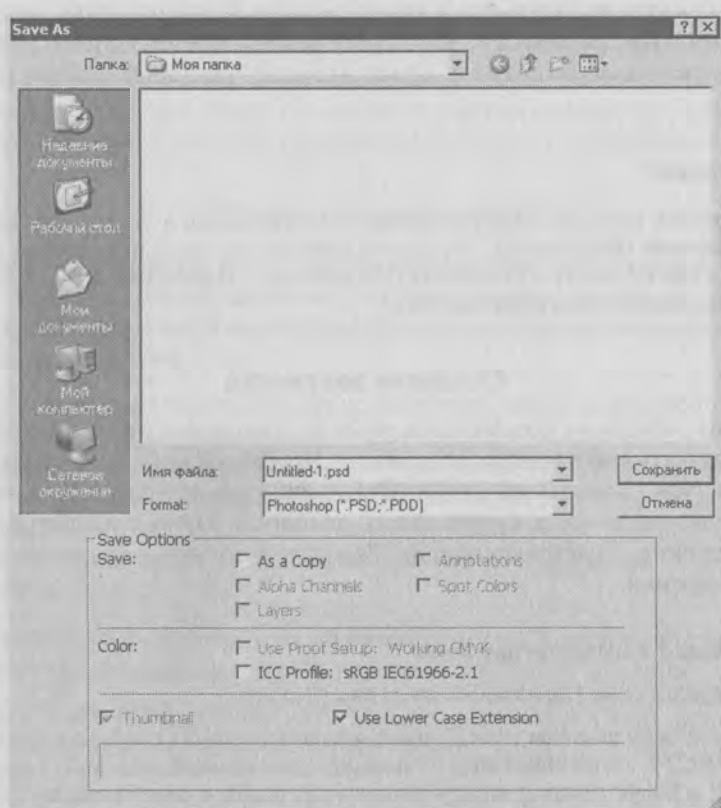 Save As
Папка: Моя папка
Недавние
документы
Рабочий стол
Мои
документы
Мой
компьютер
Сетевое
окружение
Имя файла: Untitled-1.psd Сохранить
Format: Photoshop (*.PSD;*.PDD) Отмена
Save Options
Save: As a Copy Annotations
Alpha Channels Spot Colors
Layers
Color: Use Proof Setup: Working CMYK
ICC Profile: sRGB IEC61966-2.1
Thumbnail Use Lower Case Extension